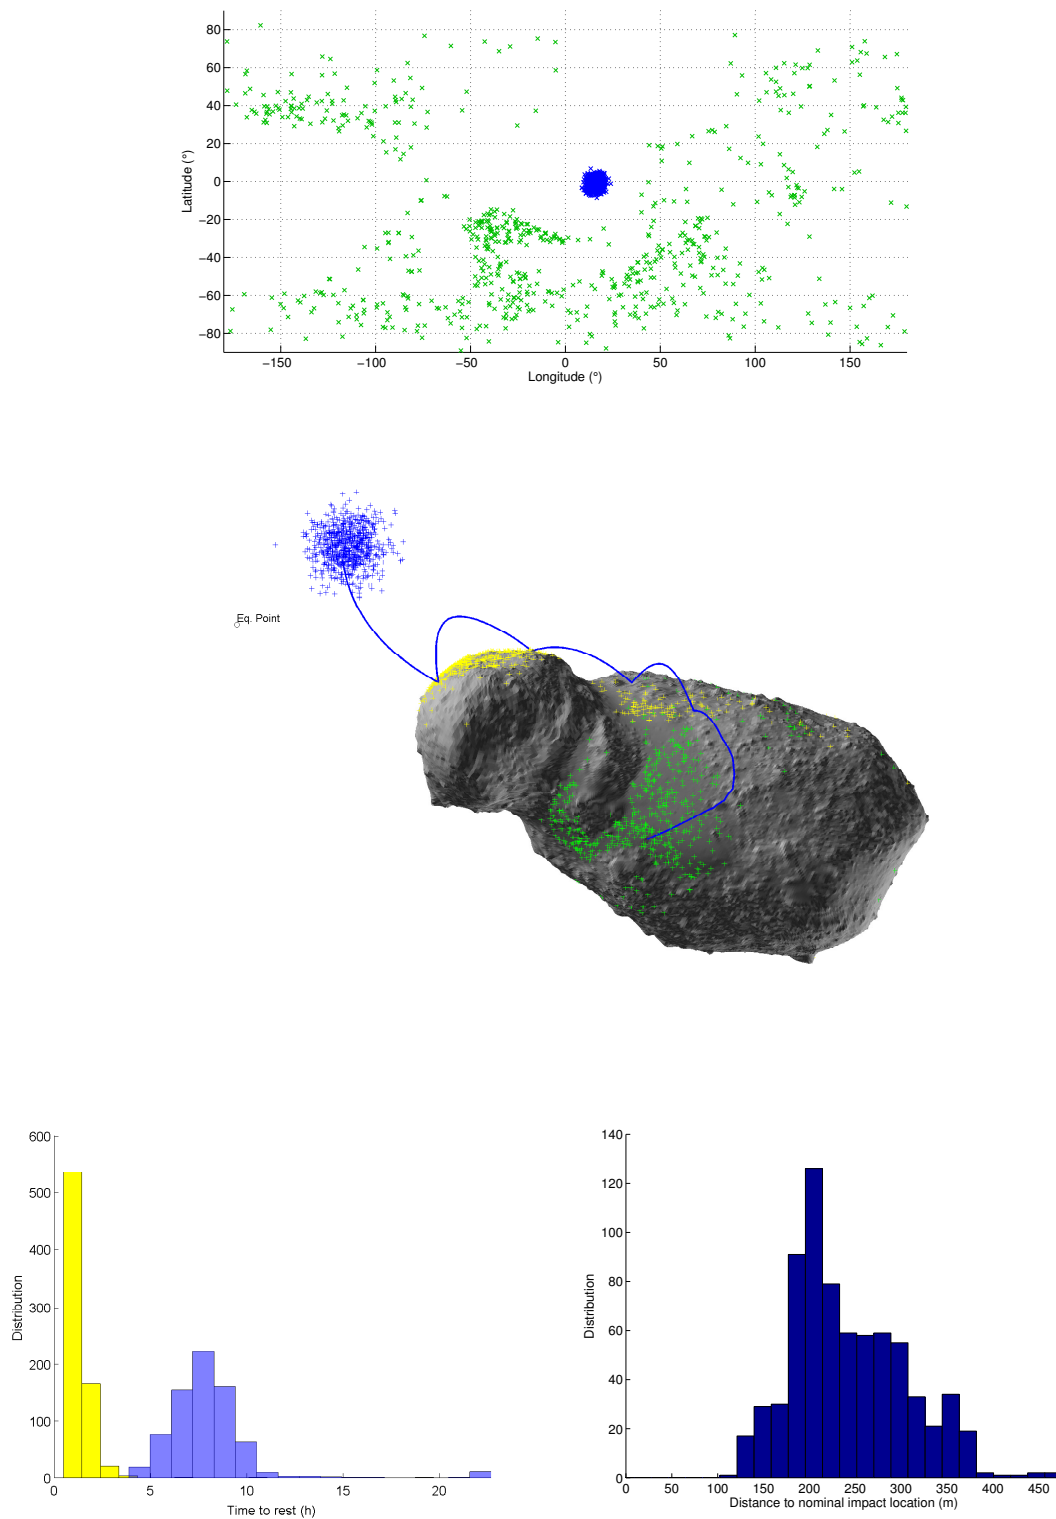 80
60
40
20
0
−20
−40
−60
−80
Latitude (°)
−150 −100 −50 0 50 100 150
Longitude (°)
Eq. Point
600
500
400
300
200
100
0
Distribution
0 5 10 15 20
Time to rest (h)
140
120
100
80
60
40
20
0
Distribution
0 50 100 150 200 250 300 350 400 450
Distance to nominal impact location (m)